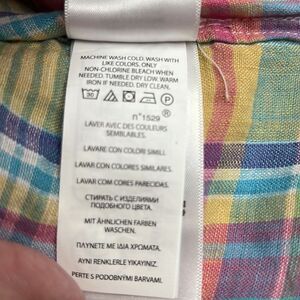 MACHINE WASH COLD. WASH WITH
LIKE COLORS. ONLY
NON-CHLORINE BLEACH WHEN
NEEDED. TUMBLE DRY LOW. WARM
IRON IF NEEDED. DRY CLEAN.
30 P
n°1529 ®
LAVER AVEC DES COULEURS
SEMBLABLES.
LAVARE CON COLOR SIMILI.
LAVAR CON COLORES SIMILARES.
LAVAR COM CORES PARECIDAS.
СТИРАТЬ С ИЗДЕЛИЯМИ
ПОДОБНОГО ЦВЕТА.
MIT ÄHNLICHEN FARBEN
WASCHEN.
ΠΛΥΝΕΤΕ ΜΕ ΙΔΙΑ ΧΡΩΜΑΤΑ.
AYNI RENKLERLE YIKAYINIZ.
PERTE S PODOBNÝMI BARVAMI.